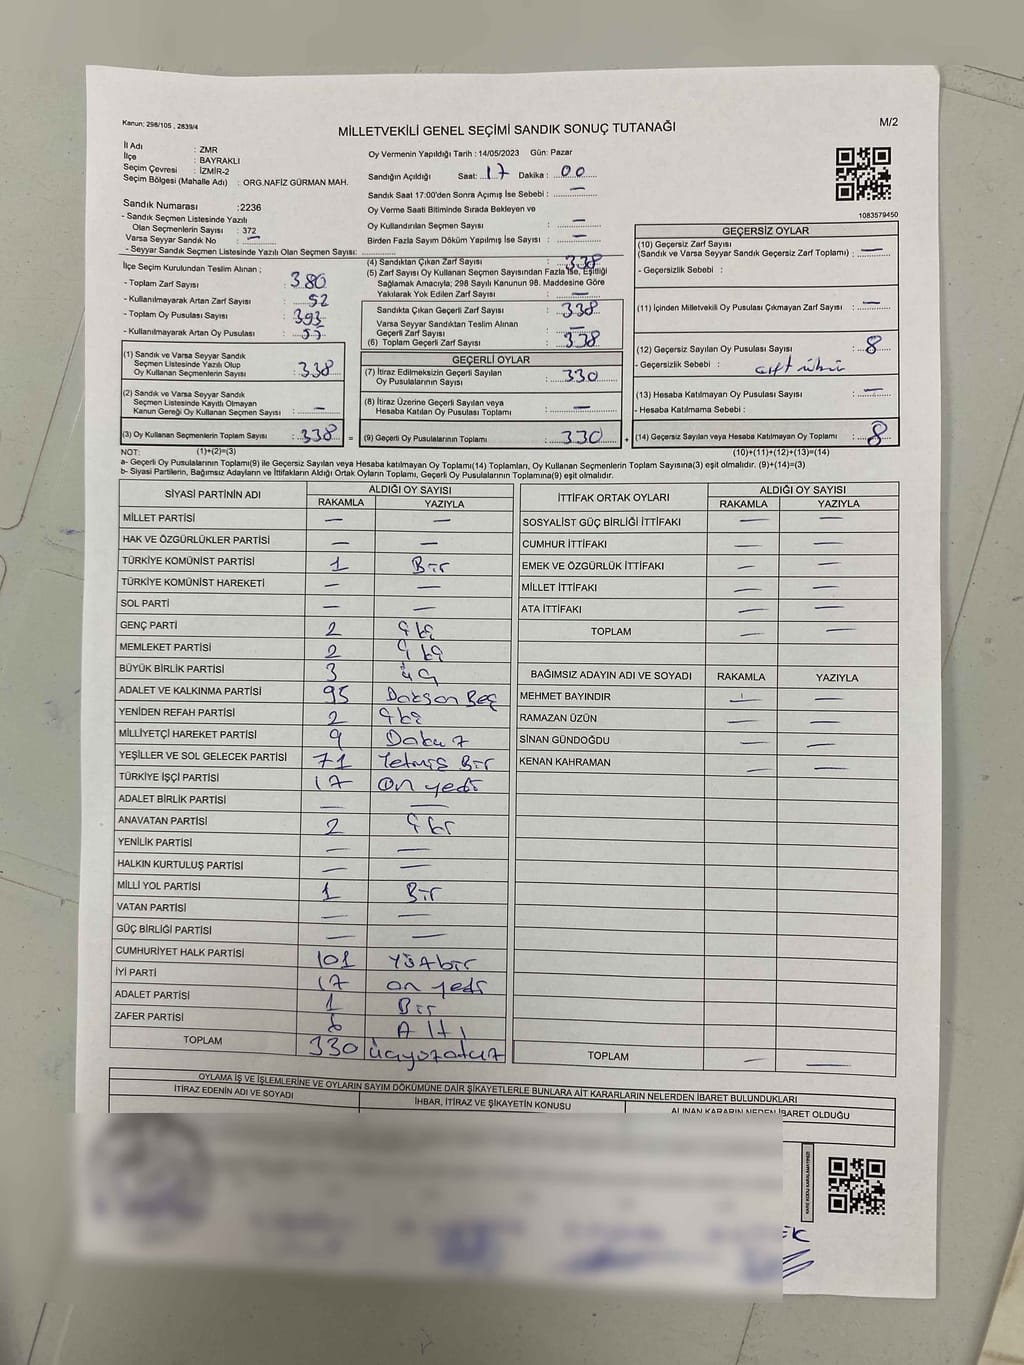 Kanun; 298/105 , 2839/4
MİLLETVEKİLİ GENEL SEÇİMİ SANDIK SONUÇ TUTANAĞI
M/2
İl Adı : ZMR
İlçe : BAYRAKLI
Seçim Çevresi : İZMİR-2
Seçim Bölgesi (Mahalle Adı) : ORG.NAFİZ GÜRMAN MAH.
Sandık Numarası :2236
- Sandık Seçmen Listesinde Yazılı
Olan Seçmenlerin Sayısı : 372
Varsa Seyyar Sandık No : —
- Seyyar Sandık Seçmen Listesinde Yazılı Olan Seçmen Sayısı: ..........
İlçe Seçim Kurulundan Teslim Alınan ;
- Toplam Zarf Sayısı : 380
- Kullanılmayarak Artan Zarf Sayısı : 52
- Toplam Oy Pusulası Sayısı : 393
- Kullanılmayarak Artan Oy Pusulası :
(1) Sandık ve Varsa Seyyar Sandık
Seçmen Listesinde Yazılı Olup
Oy Kullanan Seçmenlerin Sayısı : 338
(2) Sandık ve Varsa Seyyar Sandık
Seçmen Listesinde Kayıtlı Olmayan
Kanun Gereği Oy Kullanan Seçmen Sayısı : —
(3) Oy Kullanan Seçmenlerin Toplam Sayısı : 338 =
Oy Vermenin Yapıldığı Tarih : 14/05/2023 Gün: Pazar
Sandığın Açıldığı Saat: 17 Dakika : 00
Sandık Saat 17:00'den Sonra Açımış İse Sebebi : —
Oy Verme Saati Bitiminde Sırada Bekleyen ve
Oy Kullandırılan Seçmen Sayısı : —
Birden Fazla Sayım Döküm Yapılmış İse Sayısı : —
(4) Sandıktan Çıkan Zarf Sayısı : 338
(5) Zarf Sayısı Oy Kullanan Seçmen Sayısından Fazla İse, Eşitliği
Sağlamak Amacıyla; 298 Sayılı Kanunun 98. Maddesine Göre
Yakılarak Yok Edilen Zarf Sayısı : —
Sandıkta Çıkan Geçerli Zarf Sayısı : 338
Varsa Seyyar Sandıktan Teslim Alınan
Geçerli Zarf Sayısı : —
(6) Toplam Geçerli Zarf Sayısı : 338
GEÇERLİ OYLAR
(7) İtiraz Edilmeksizin Geçerli Sayılan
Oy Pusulalarının Sayısı : 330
(8) İtiraz Üzerine Geçerli Sayılan veya
Hesaba Katılan Oy Pusulası Toplamı : —
(9) Geçerli Oy Pusulalarının Toplamı : 330 +
1083579450
GEÇERSİZ OYLAR
(10) Geçersiz Zarf Sayısı
(Sandık ve Varsa Seyyar Sandık Geçersiz Zarf Toplamı) : —
- Geçersizlik Sebebi :
(11) İçinden Milletvekili Oy Pusulası Çıkmayan Zarf Sayısı : —
(12) Geçersiz Sayılan Oy Pusulası Sayısı : 8
- Geçersizlik Sebebi :
(13) Hesaba Katılmayan Oy Pusulası Sayısı : —
- Hesaba Katılmama Sebebi :
(14) Geçersiz Sayılan veya Hesaba Katılmayan Oy Toplamı : 8
NOT: (1)+(2)=(3) (10)+(11)+(12)+(13)=(14)
a- Geçerli Oy Pusulalarının Toplamı(9) ile Geçersiz Sayılan veya Hesaba katılmayan Oy Toplamı(14) Toplamları, Oy Kullanan Seçmenlerin Toplam Sayısına(3) eşit olmalıdır. (9)+(14)=(3)
b- Siyasi Partilerin, Bağımsız Adayların ve İttifakların Aldığı Ortak Oyların Toplamı, Geçerli Oy Pusulalarının Toplamına(9) eşit olmalıdır.
SİYASİ PARTİNİN ADI ALDIĞI OY SAYISI
RAKAMLA YAZIYLA
MİLLET PARTİSİ — —
HAK VE ÖZGÜRLÜKLER PARTİSİ — —
TÜRKİYE KOMÜNİST PARTİSİ 1 Bir
TÜRKİYE KOMÜNİST HAREKETİ — —
SOL PARTİ — —
GENÇ PARTİ 2 iki
MEMLEKET PARTİSİ 2 iki
BÜYÜK BİRLİK PARTİSİ 3 üç
ADALET VE KALKINMA PARTİSİ 95 Doksan Beş
YENİDEN REFAH PARTİSİ 2 iki
MİLLİYETÇİ HAREKET PARTİSİ 9 Dokuz
YEŞİLLER VE SOL GELECEK PARTİSİ 71 Yetmiş Bir
TÜRKİYE İŞÇİ PARTİSİ 17 On yedi
ADALET BİRLİK PARTİSİ — —
ANAVATAN PARTİSİ 2 iki
YENİLİK PARTİSİ — —
HALKIN KURTULUŞ PARTİSİ — —
MİLLİ YOL PARTİSİ 1 Bir
VATAN PARTİSİ — —
GÜÇ BİRLİĞİ PARTİSİ — —
CUMHURİYET HALK PARTİSİ 101 Yüzbir
İYİ PARTİ 17 on yedi
ADALET PARTİSİ 1 Bir
ZAFER PARTİSİ 6 Altı
TOPLAM 330 üçyüzotuz
İTTİFAK ORTAK OYLARI ALDIĞI OY SAYISI
RAKAMLA YAZIYLA
SOSYALİST GÜÇ BİRLİĞİ İTTİFAKI — —
CUMHUR İTTİFAKI — —
EMEK VE ÖZGÜRLÜK İTTİFAKI — —
MİLLET İTTİFAKI — —
ATA İTTİFAKI — —
TOPLAM — —
BAĞIMSIZ ADAYIN ADI VE SOYADI RAKAMLA YAZIYLA
MEHMET BAYINDIR — —
RAMAZAN ÜZÜN — —
SİNAN GÜNDOĞDU — —
KENAN KAHRAMAN — —
TOPLAM — —
OYLAMA İŞ VE İŞLEMLERİNE VE OYLARIN SAYIM DÖKÜMÜNE DAİR ŞİKAYETLERLE BUNLARA AİT KARARLARIN NELERDEN İBARET BULUNDUKLARI
İTİRAZ EDENİN ADI VE SOYADI İHBAR, İTİRAZ VE ŞİKAYETİN KONUSU ALINAN KARARIN NEDEN İBARET OLDUĞU
KARE KODU KARALAMAYINIZ!